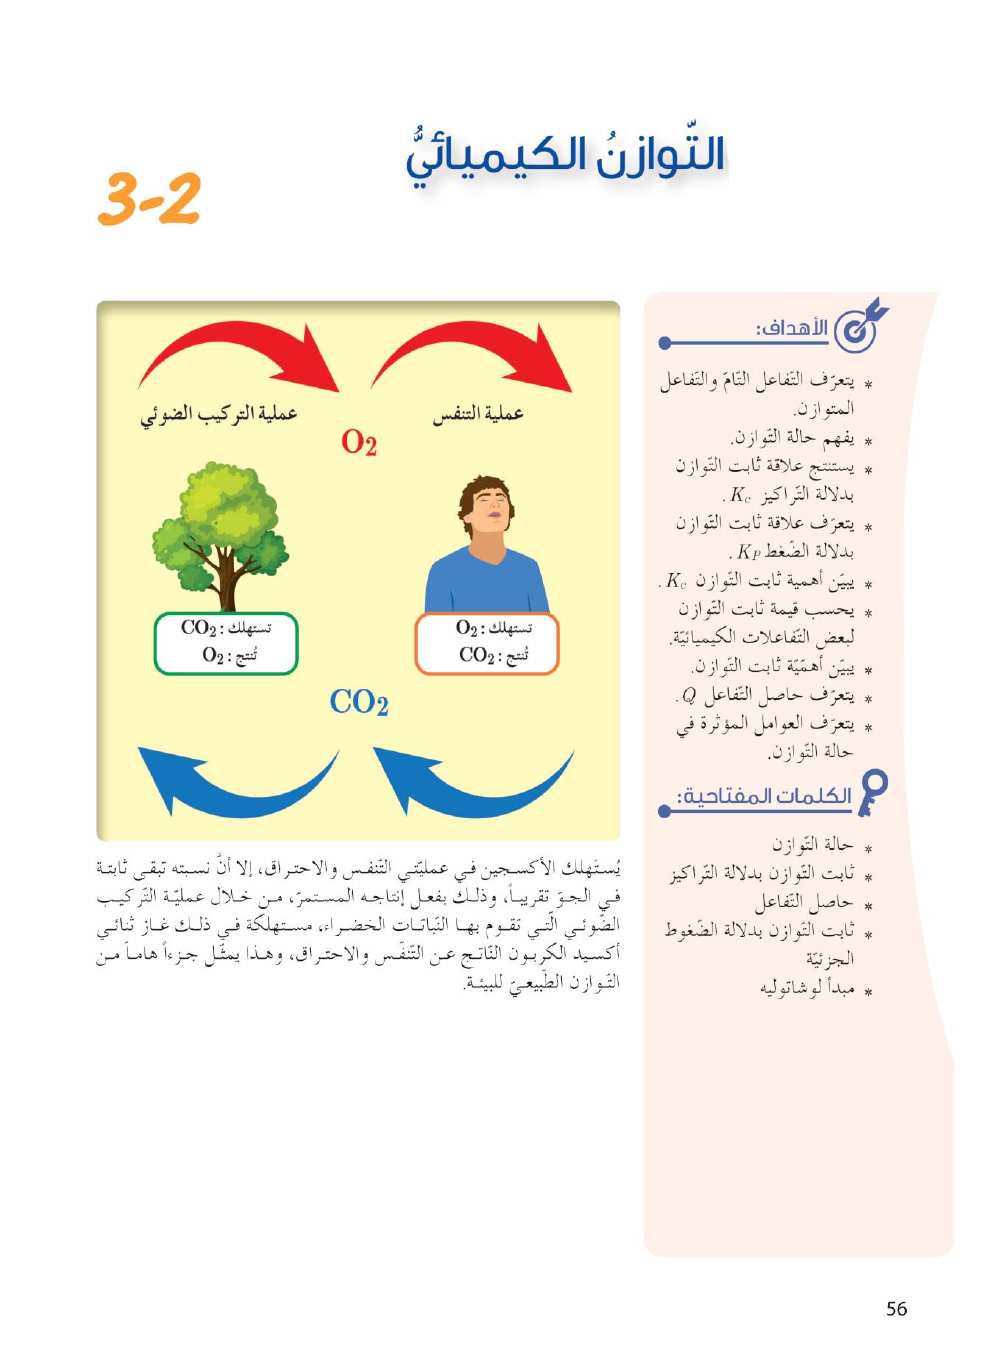 التّوازنُ الكيميائيُّ
3-2
الأهداف:
* يتعرّف التّفاعل التّامّ والتّفاعل
المتوازن.
* يفهم حالة التّوازن.
* يستنتج علاقة ثابت التّوازن
بدلالة التّراكيز Kc .
* يتعرّف علاقة ثابت التّوازن
بدلالة الضّغط KP .
* يبيّن أهمية ثابت التّوازن Kc .
* يحسب قيمة ثابت التّوازن
لبعض التّفاعلات الكيميائيّة.
* يبيّن أهمّيّة ثابت التّوازن.
* يتعرّف حاصل التّفاعل Q .
* يتعرّف العوامل المؤثرة في
حالة التّوازن.
الكلمات المفتاحية:
* حالة التّوازن
* ثابت التّوازن بدلالة التّراكيز
* حاصل التّفاعل
* ثابت التّوازن بدلالة الضّغوط
الجزئيّة
* مبدأ لوشاتوليه
عملية التنفس
عملية التركيب الضوئي
O2
تستهلك : O2
تُنتج : CO2
تستهلك : CO2
تُنتج : O2
CO2
يُستَهلك الأكسجين في عمليّتي التّنفس والاحتراق، إلا أنَّ نسبته تبقى ثابتة
في الجوّ تقريباً، وذلك بفعل إنتاجه المستمرّ، من خلال عمليّة التّركيب
الضّوئي الّتي تقوم بها النّباتات الخضراء، مستهلكة في ذلك غاز ثنائي
أكسيد الكربون النّاتج عن التّنفّس والاحتراق، وهذا يمثّل جزءاً هاماً من
التّوازن الطّبيعيّ للبيئة.
56